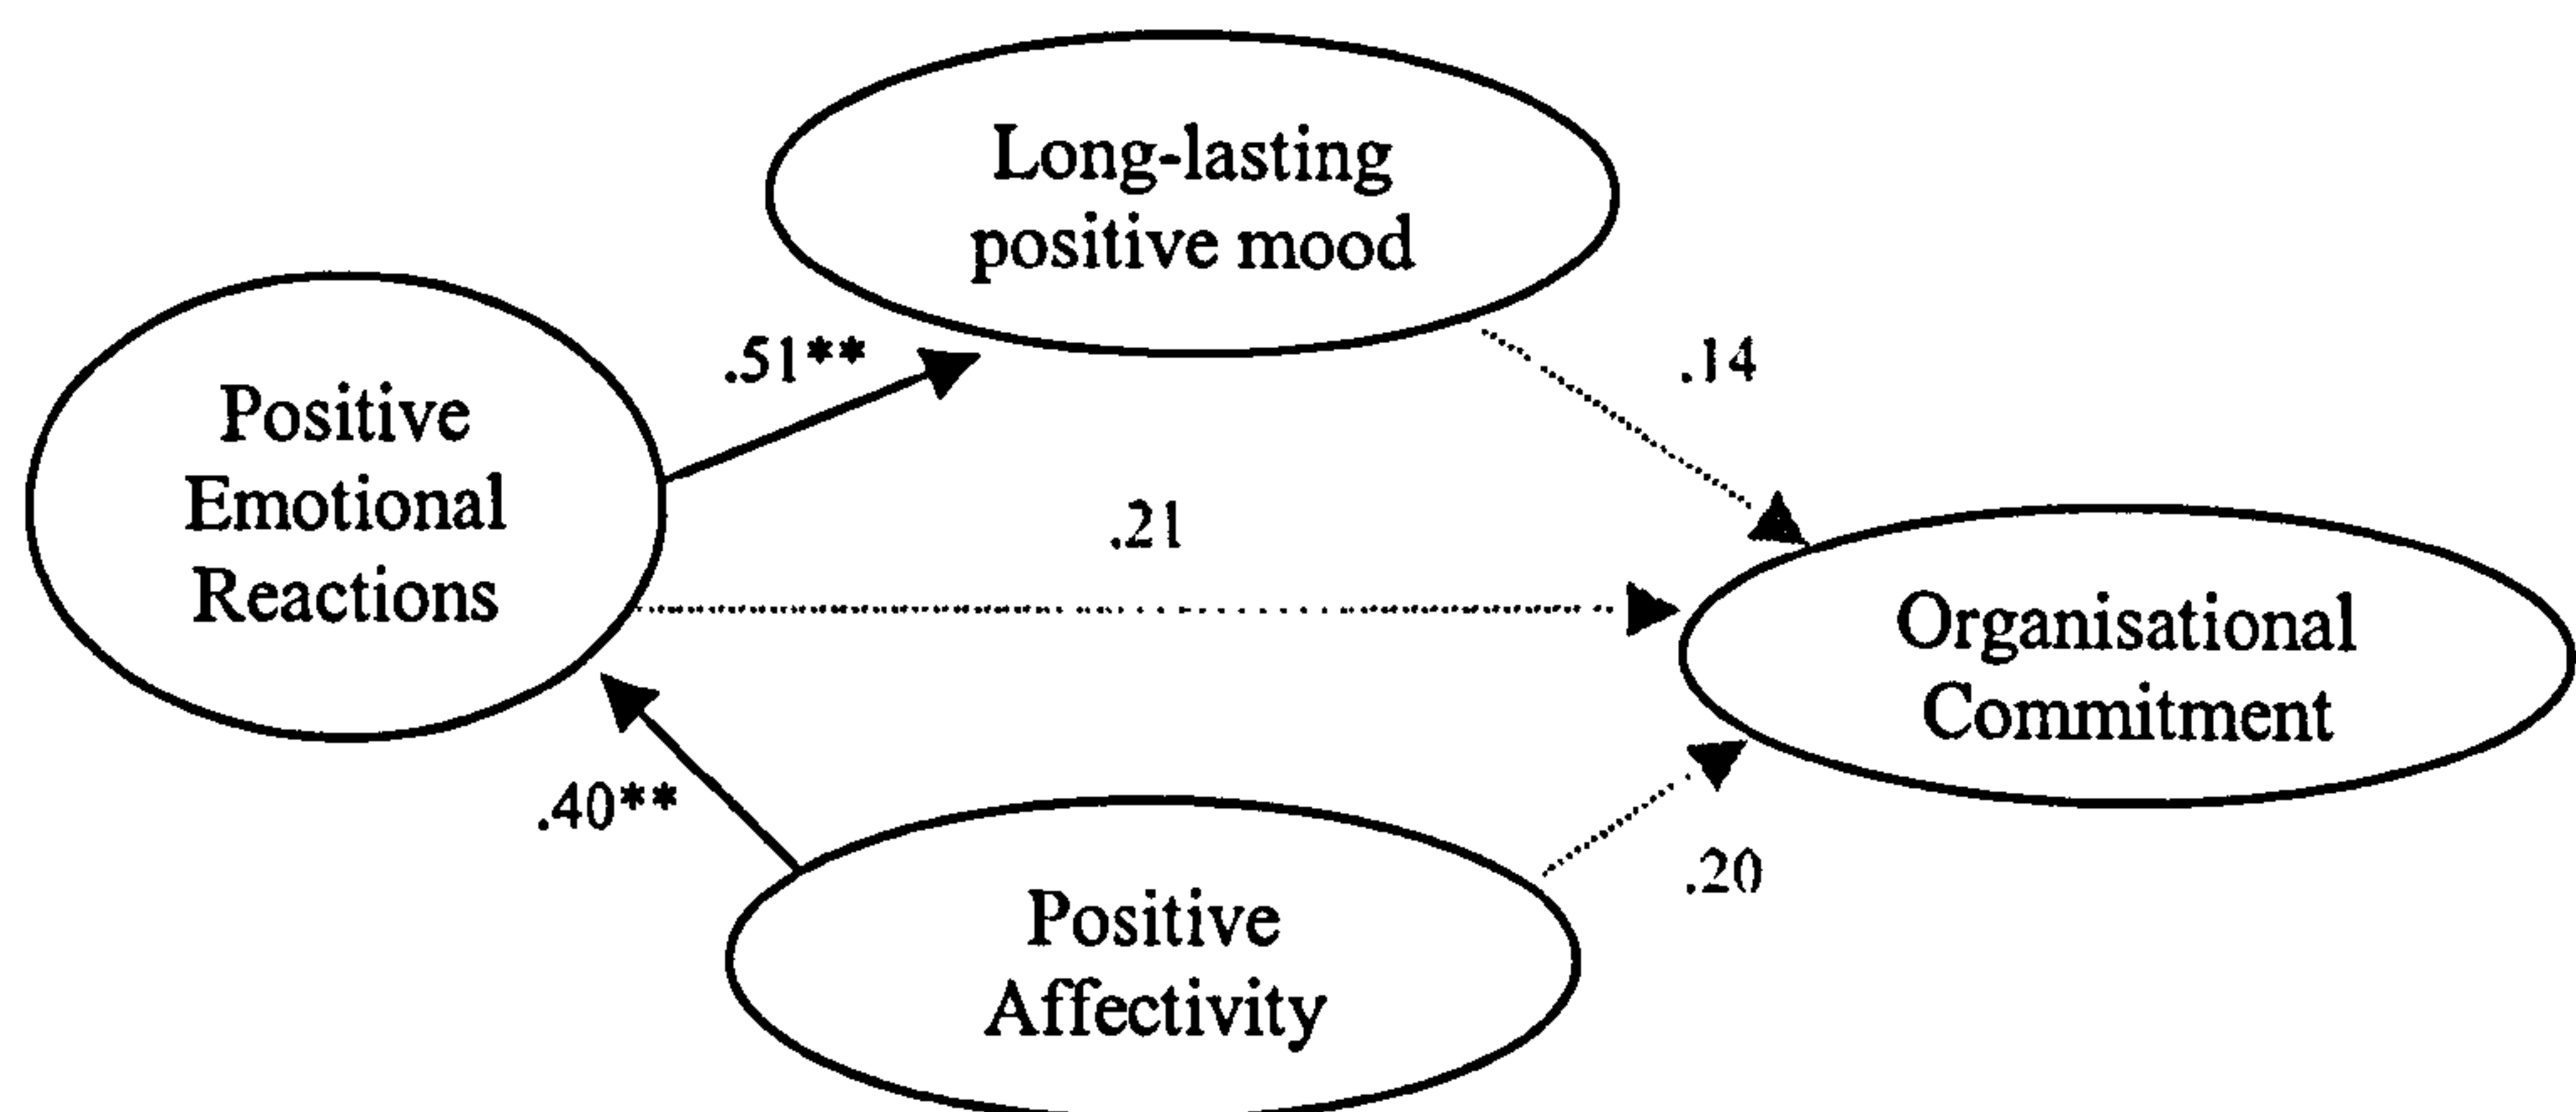 Long-lasting
positive mood
.51**
.14
Positive
Emotional
Reactions
.21
Organisational
Commitment
.40**
.20
Positive
Affectivity